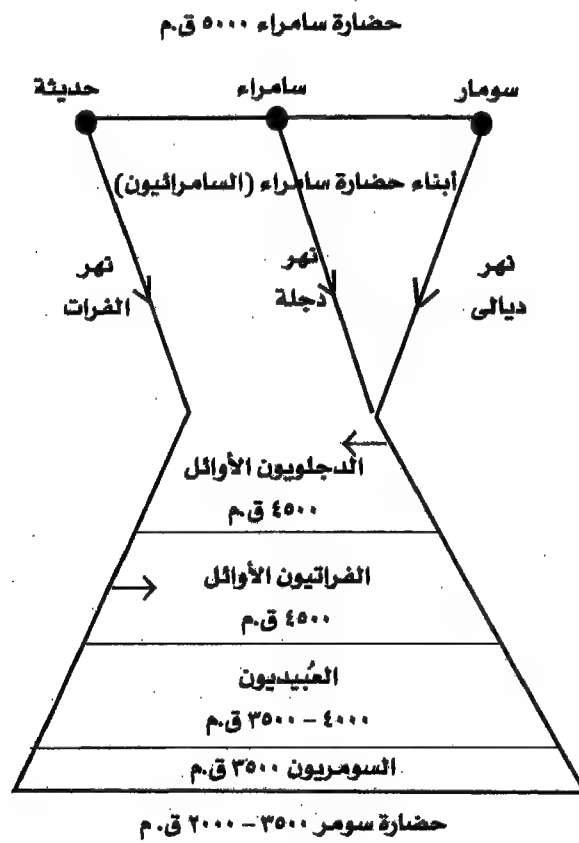 حضارة سامراء ٥٠٠٠ ق.م
سومار
سامراء
حديثة
أبناء حضارة سامراء (السامرائيون)
نهر
ديالى
نهر
دجلة
نهر
الفرات
الدجلويون الأوائل
٤٥٠٠ ق.م
الفراتيون الأوائل
٤٥٠٠ ق.م
العُبيديون
٤٠٠٠ - ٣٥٠٠ ق.م
السومريون ٣٥٠٠ ق.م
حضارة سومر ٣٥٠٠ - ٢٠٠٠ ق.م